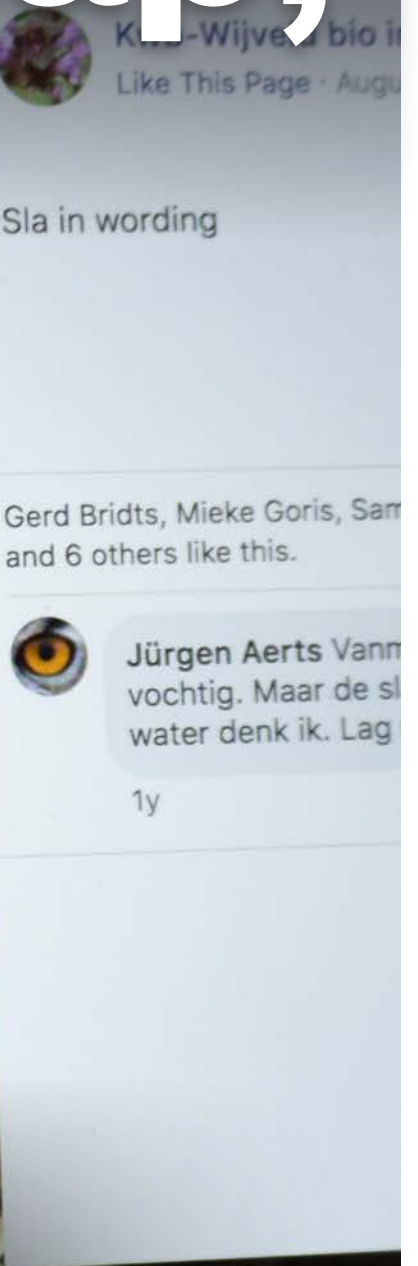 bio
Like This Page · Augu
Sla in wording
Gerd Bridts, Mieke Goris, Sam
and 6 others like this.
Jürgen Aerts Vanm
vochtig. Maar de sl
water denk ik. Lag
1y